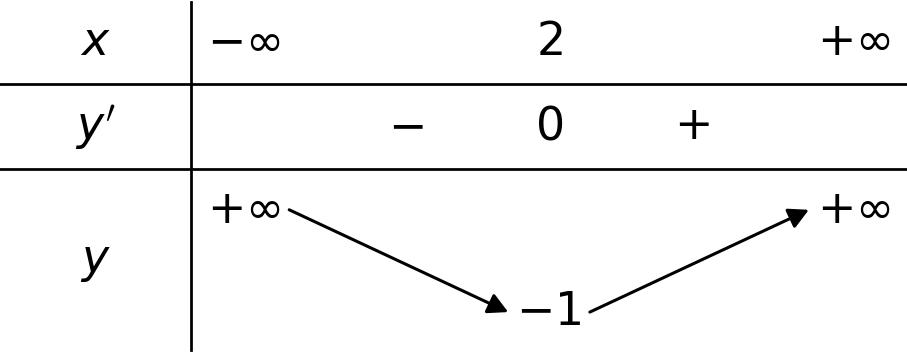 x −∞ 2 +∞
y′ − 0 +
+∞ +∞
y
−1